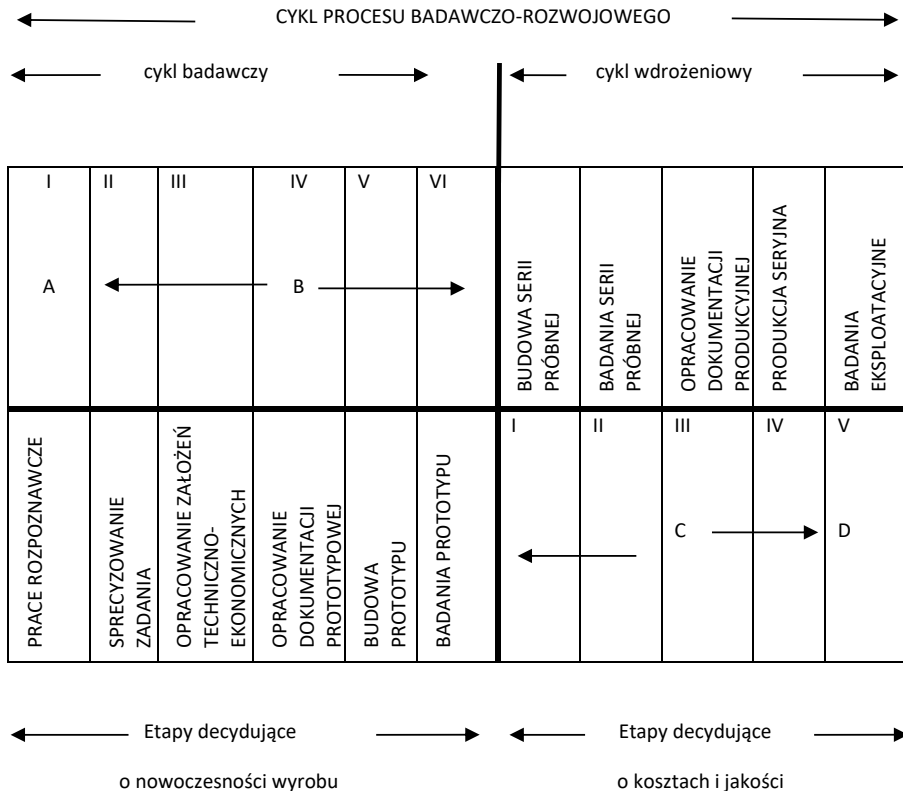 CYKL PROCESU BADAWCZO-ROZWOJOWEGO
cykl badawczy
cykl wdrożeniowy
I
II
III
IV
V
VI
A
B
BUDOWA SERII
PRÓBNEJ
BADANIA SERII
PRÓBNEJ
OPRACOWANIE
DOKUMENTACJI
PRODUKCYJNEJ
PRODUKCJA SERYJNA
BADANIA
EKSPLOATACYJNE
PRACE ROZPOZNAWCZE
SPRECYZOWANIE
ZADANIA
OPRACOWANIE ZAŁOŻEŃ
TECHNICZNO-
EKONOMICZNYCH
OPRACOWANIE
DOKUMENTACJI
PROTOTYPOWEJ
BUDOWA
PROTOTYPU
BADANIA PROTOTYPU
I
II
III
IV
V
C
D
Etapy decydujące
o nowoczesności wyrobu
Etapy decydujące
o kosztach i jakości